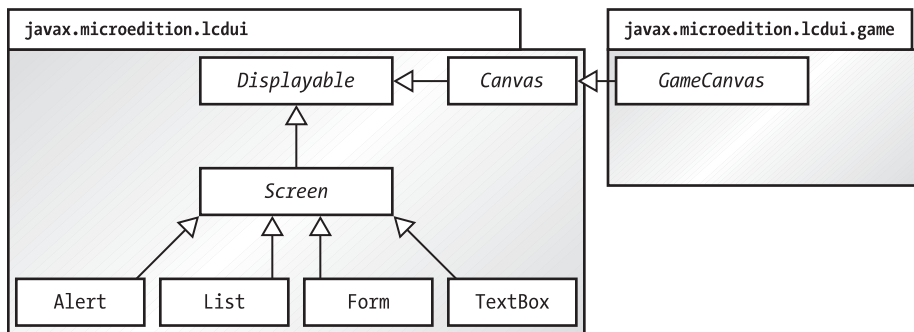 javax.microedition.lcdui
javax.microedition.lcdui.game
Displayable
Canvas
GameCanvas
Screen
Alert
List
Form
TextBox